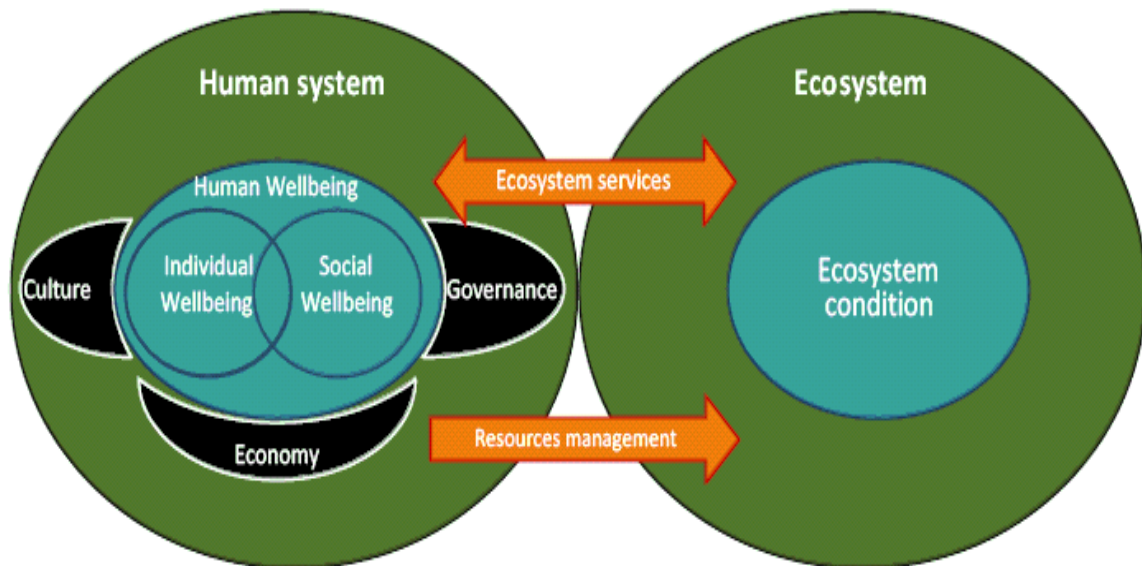 Human system
Ecosystem
Ecosystem services
Human Wellbeing
Individual
Wellbeing
Social
Wellbeing
Culture
Governance
Ecosystem
condition
Resources management
Economy